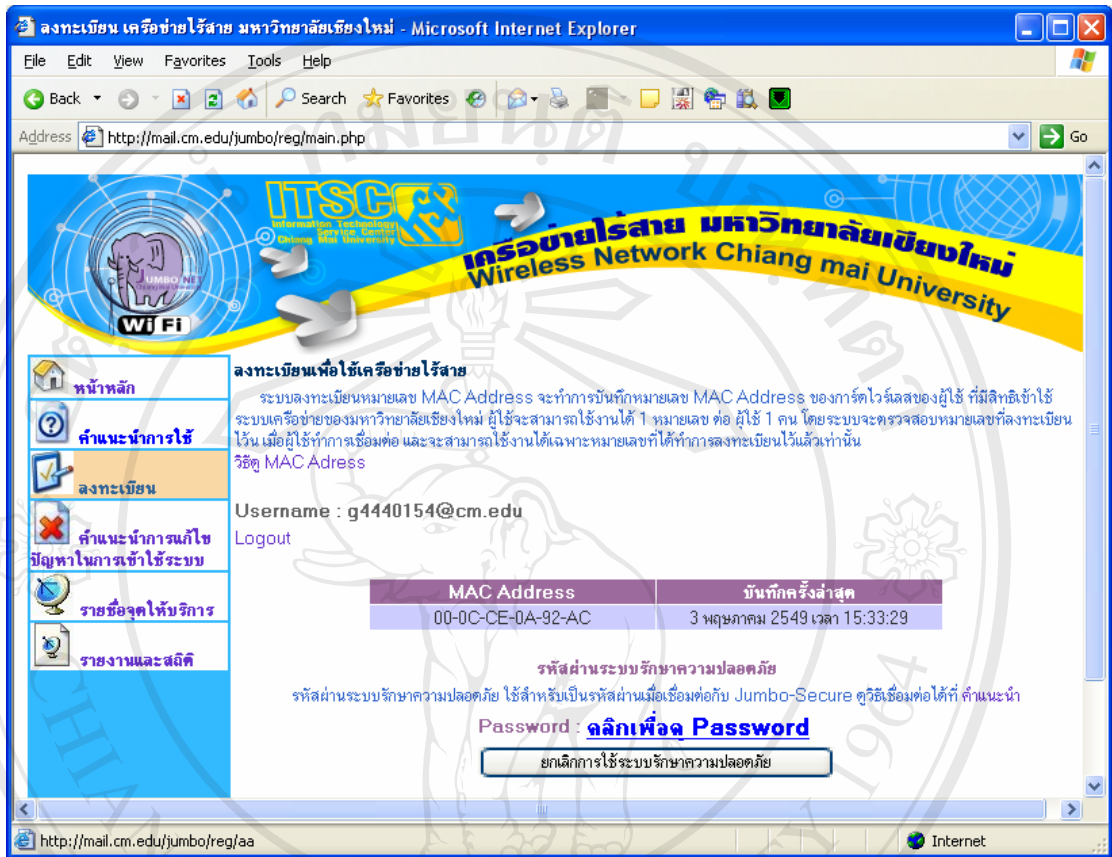 ลงทะเบียน เครือข่ายไร้สาย มหาวิทยาลัยเชียงใหม่ - Microsoft Internet Explorer
File Edit View Favorites Tools Help
Back Search Favorites
Address http://mail.cm.edu/jumbo/reg/main.php Go
ITSC
Information Technology
Service Center
Chiang Mai University
เครือข่ายไร้สาย มหาวิทยาลัยเชียงใหม่
Wireless Network Chiang mai University
JUMBO NET
Wi Fi
หน้าหลัก
คำแนะนำการใช้
ลงทะเบียน
คำแนะนำการแก้ไข
ปัญหาในการเข้าใช้ระบบ
รายชื่อจุดให้บริการ
รายงานและสถิติ
ลงทะเบียนเพื่อใช้เครือข่ายไร้สาย
ระบบลงทะเบียนหมายเลข MAC Address จะทำการบันทึกหมายเลข MAC Address ของการ์ดไวร์เลสของผู้ใช้ ที่มีสิทธิเข้าใช้
ระบบเครือข่ายของมหาวิทยาลัยเชียงใหม่ ผู้ใช้จะสามารถใช้งานได้ 1 หมายเลข ต่อ ผู้ใช้ 1 คน โดยระบบจะตรวจสอบหมายเลขที่ลงทะเบียน
ไว้น เมื่อผู้ใช้ทำการเชื่อมต่อ และจะสามารถใช้งานได้เฉพาะหมายเลขที่ได้ทำการลงทะเบียนไว้แล้วเท่านั้น
วิธีดู MAC Adress
Username : g4440154@cm.edu
Logout
MAC Address บันทึกครั้งล่าสุด
00-0C-CE-0A-92-AC 3 พฤษภาคม 2549 เวลา 15:33:29
รหัสผ่านระบบรักษาความปลอดภัย
รหัสผ่านระบบรักษาความปลอดภัย ใช้สำหรับเป็นรหัสผ่านเมื่อเชื่อมต่อกับ Jumbo-Secure ดูวิธีเชื่อมต่อได้ที่ คำแนะนำ
Password : คลิกเพื่อดู Password
ยกเลิกการใช้ระบบรักษาความปลอดภัย
http://mail.cm.edu/jumbo/reg/aa Internet